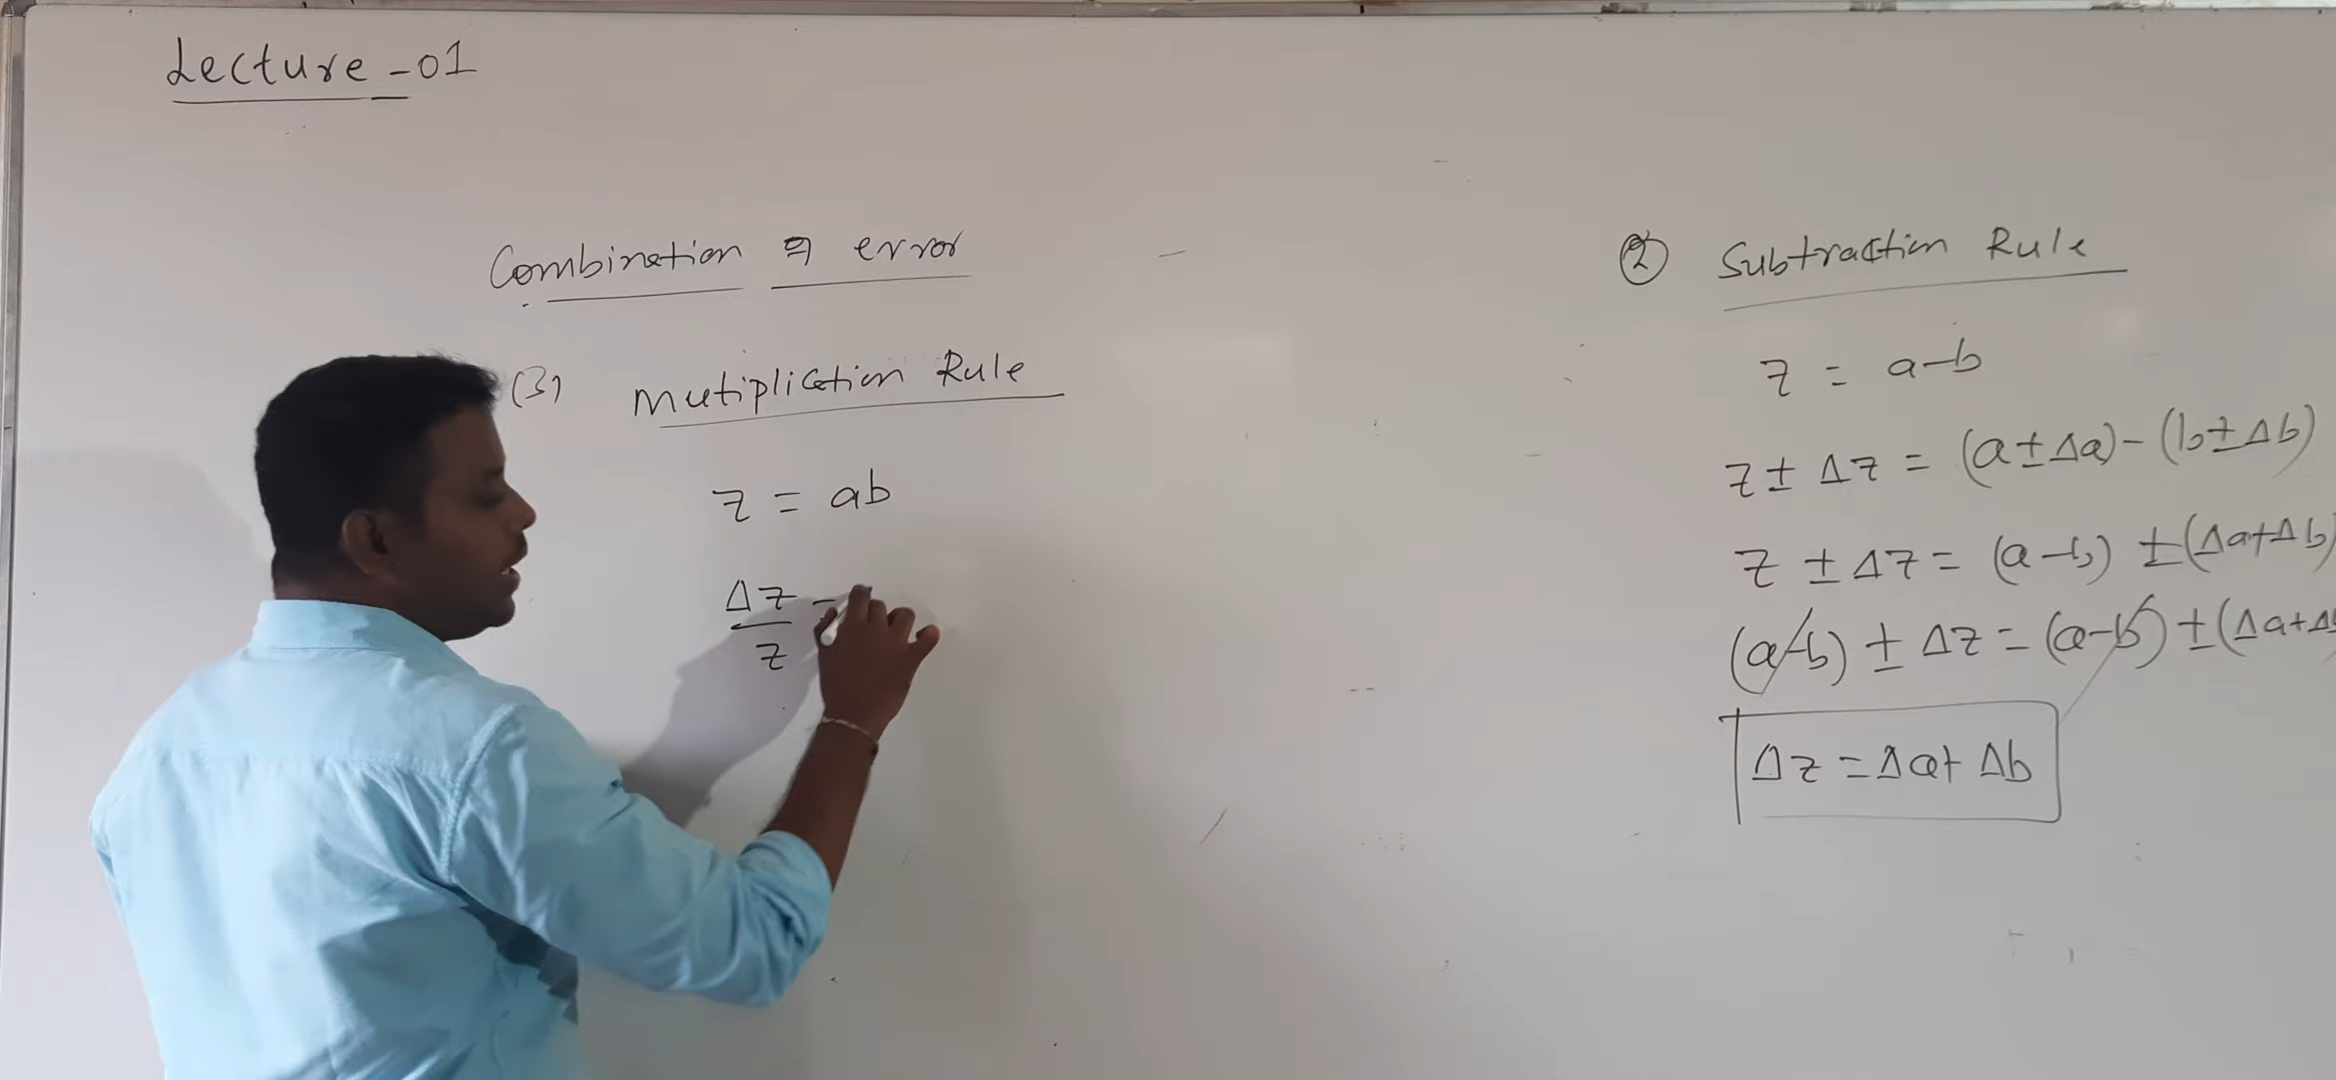 Lecture - 01
Combination of error
(3) Mutiplication Rule
z = ab
Δz
z
=
② Subtraction Rule
z = a-b
z ± Δz = (a ± Δa) - (b ± Δb)
z ± Δz = (a-b) ± (Δa+Δb)
(a-b) ± Δz = (a-b) ± (Δa+Δ
Δz = Δa+ Δb